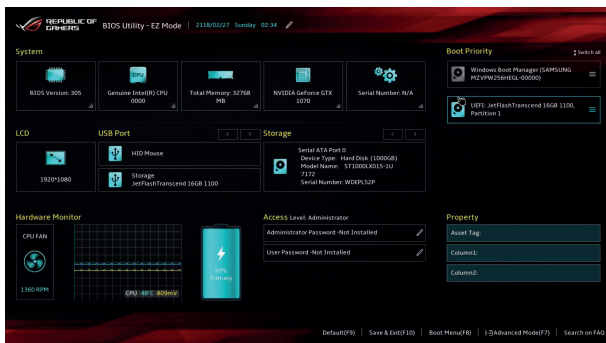 REPUBLIC OF
GAMERS
BIOS Utility - EZ Mode
2118/02/27 Sunday 02:34
System
BIOS Version: 305
CPU
Genuine Intel(R) CPU
0000
Total Memory: 32768
MB
NVIDIA GeForce GTX
1070
Serial Number: N/A
Boot Priority
Switch all
Windows Boot Manager (SAMSUNG
MZVPW256HEGL-00000)
UEFI: JetFlashTranscend 16GB 1100,
Partition 1
LCD
1920*1080
USB Port
HID Mouse
Storage
JetFlashTranscend 16GB 1100
Storage
Serial ATA Port 0
Device Type: Hard Disk (1000GB)
Model Name: ST1000LX015-1U
7172
Serial Number: WDEPL52P
Hardware Monitor
CPU FAN
1360 RPM
CPU 48°C 809mV
99%
Primary
Access Level: Administrator
Administrator Password -Not Installed
User Password -Not Installed
Property
Asset Tag:
Column1:
Column2:
Default(F9)
Save & Exit(F10)
Boot Menu(F8)
Advanced Mode(F7)
Search on FAQ